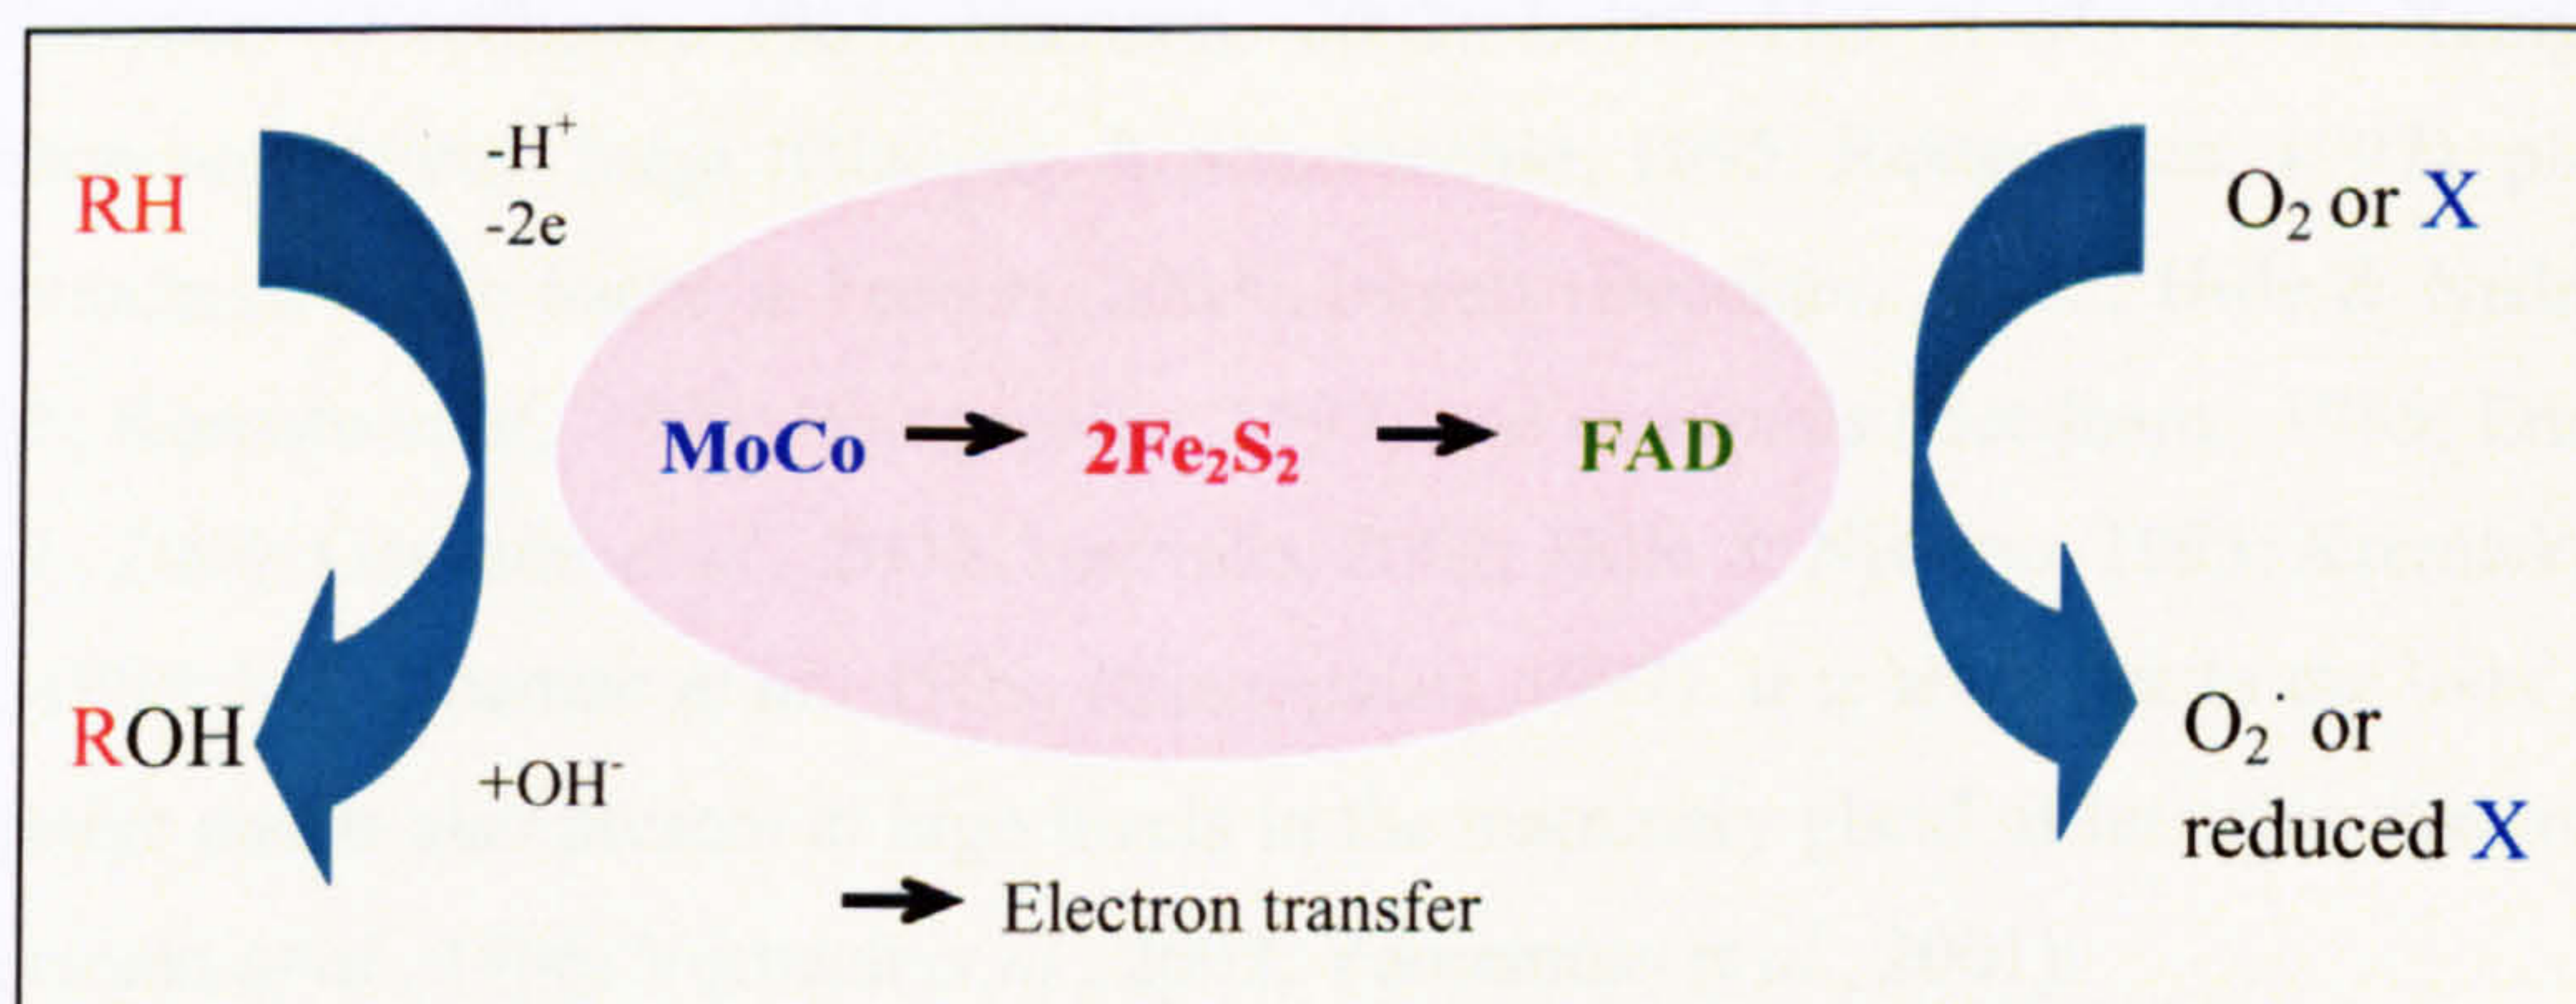 RH
-H⁺
-2e
O₂ or X
MoCo
2Fe₂S₂
FAD
ROH
+OH⁻
O₂˙ or
reduced X
Electron transfer